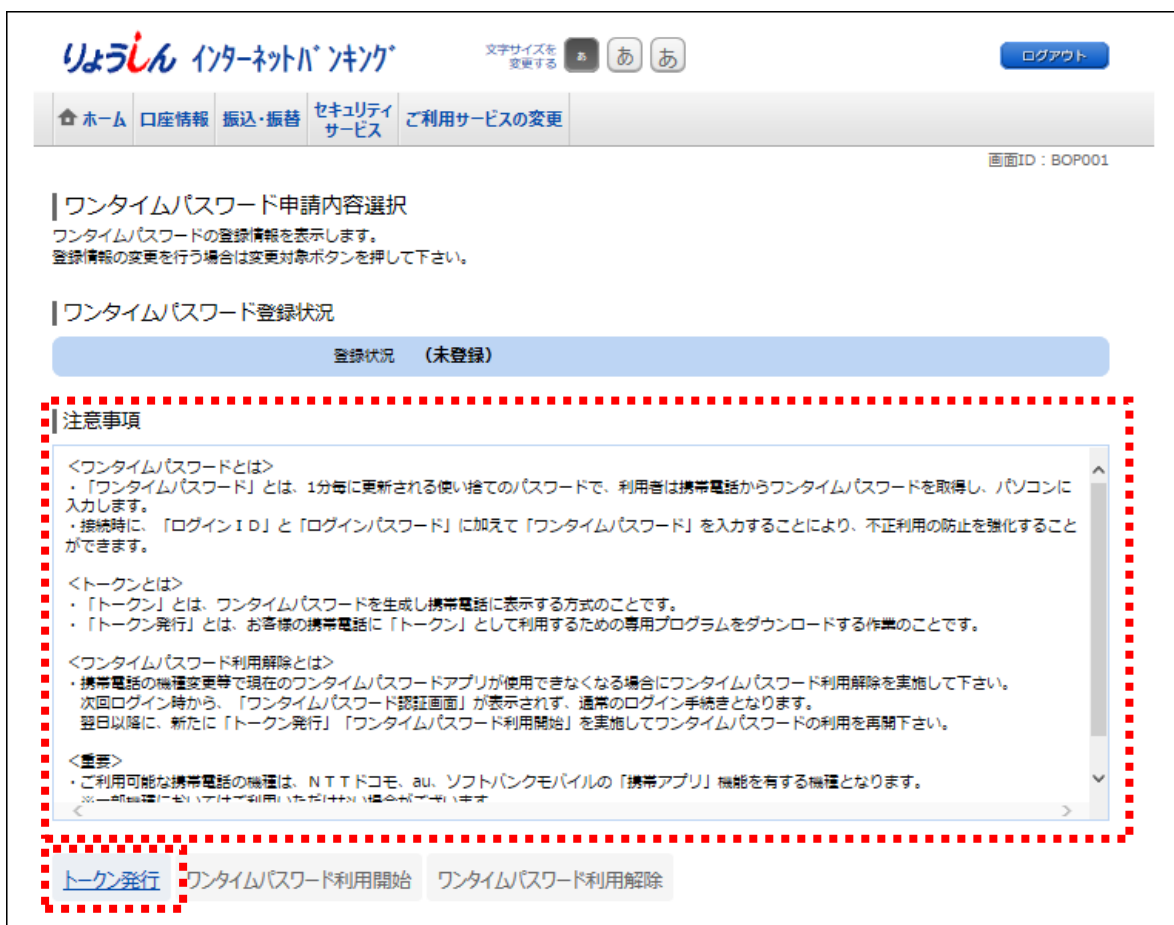 りょうしん インターネットバンキング
文字サイズを
変更する
あ
あ
あ
ログアウト
ホーム
口座情報
振込・振替
セキュリティ
サービス
ご利用サービスの変更
画面ID：BOP001
ワンタイムパスワード申請内容選択
ワンタイムパスワードの登録情報を表示します。
登録情報の変更を行う場合は変更対象ボタンを押して下さい。
ワンタイムパスワード登録状況
登録状況 （未登録）
注意事項
＜ワンタイムパスワードとは＞
・「ワンタイムパスワード」とは、1分毎に更新される使い捨てのパスワードで、利用者は携帯電話からワンタイムパスワードを取得し、パソコンに
入力します。
・接続時に、「ログインＩＤ」と「ログインパスワード」に加えて「ワンタイムパスワード」を入力することにより、不正利用の防止を強化すること
ができます。
＜トークンとは＞
・「トークン」とは、ワンタイムパスワードを生成し携帯電話に表示する方式のことです。
・「トークン発行」とは、お客様の携帯電話に「トークン」として利用するための専用プログラムをダウンロードする作業のことです。
＜ワンタイムパスワード利用解除とは＞
・携帯電話の機種変更等で現在のワンタイムパスワードアプリが使用できなくなる場合にワンタイムパスワード利用解除を実施して下さい。
次回ログイン時から、「ワンタイムパスワード認証画面」が表示されず、通常のログイン手続きとなります。
翌日以降に、新たに「トークン発行」「ワンタイムパスワード利用開始」を実施してワンタイムパスワードの利用を再開下さい。
＜重要＞
・ご利用可能な携帯電話の機種は、ＮＴＴドコモ、au、ソフトバンクモバイルの「携帯アプリ」機能を有する機種となります。
※一部機種においてはご利用いただけない場合がございます
トークン発行
ワンタイムパスワード利用開始
ワンタイムパスワード利用解除